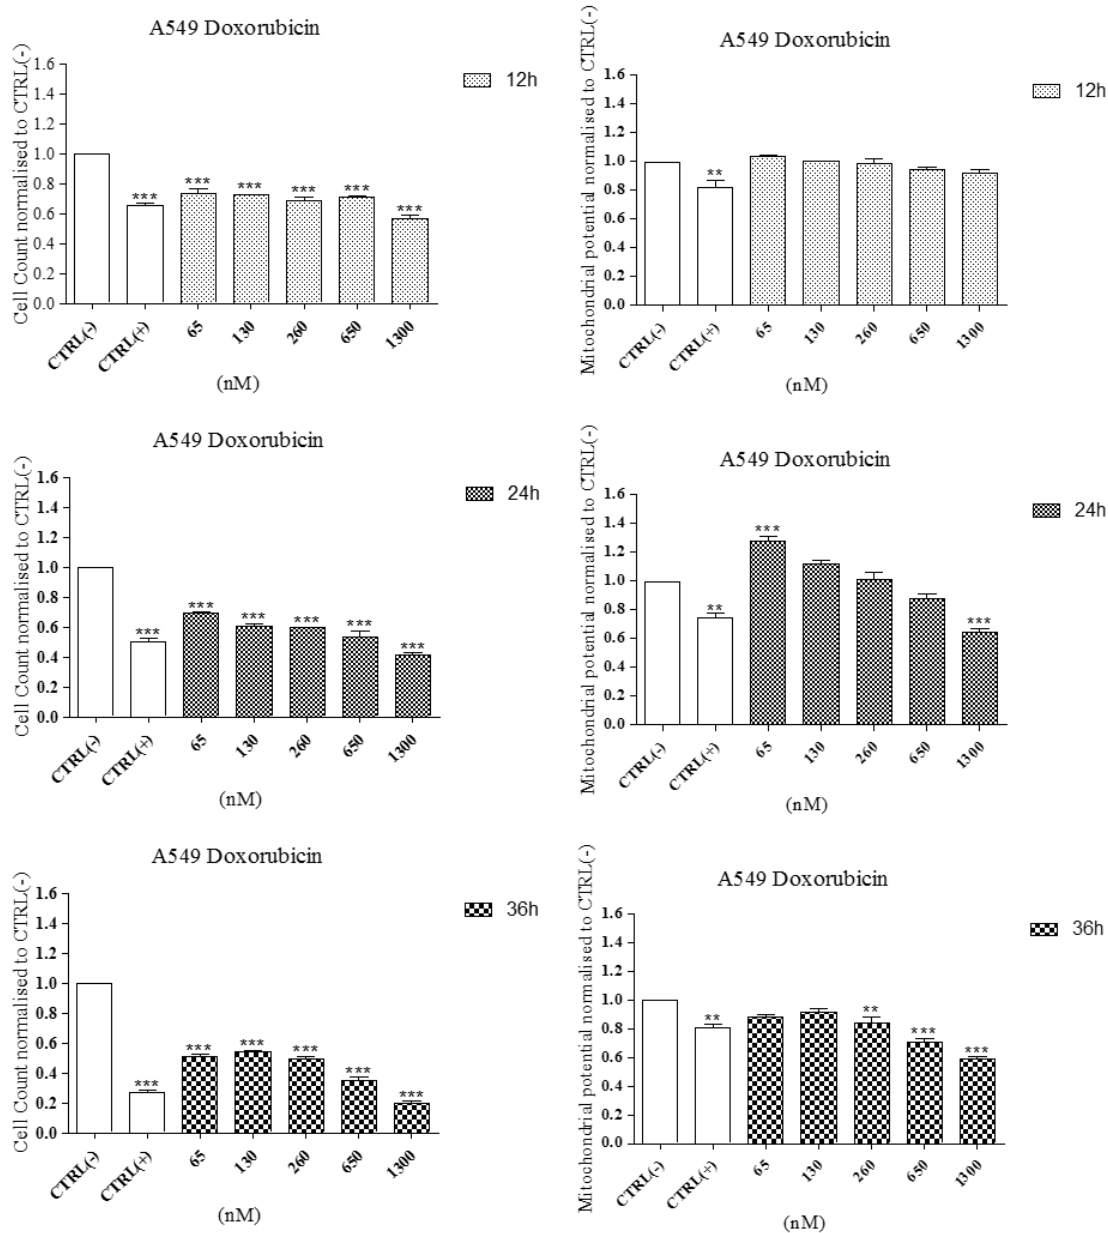 A549 Doxorubicin
Cell Count normalised to CTRL(-)
12h
1.6
1.4
1.2
1.0
0.8
0.6
0.4
0.2
0.0
*** *** *** *** *** ***
CTRL(-) CTRL(+) 65 130 260 650 1300
(nM)
A549 Doxorubicin
Mitochondrial potential normalised to CTRL(-)
12h
1.6
1.4
1.2
1.0
0.8
0.6
0.4
0.2
0.0
**
CTRL(-) CTRL(+) 65 130 260 650 1300
(nM)
A549 Doxorubicin
Cell Count normalised to CTRL(-)
24h
1.6
1.4
1.2
1.0
0.8
0.6
0.4
0.2
0.0
*** *** *** *** *** ***
CTRL(-) CTRL(+) 65 130 260 650 1300
(nM)
A549 Doxorubicin
Mitochondrial potential normalised to CTRL(-)
24h
1.6
1.4
1.2
1.0
0.8
0.6
0.4
0.2
0.0
** *** ***
CTRL(-) CTRL(+) 65 130 260 650 1300
(nM)
A549 Doxorubicin
Cell Count normalised to CTRL(-)
36h
1.6
1.4
1.2
1.0
0.8
0.6
0.4
0.2
0.0
*** *** *** *** *** ***
CTRL(-) CTRL(+) 65 130 260 650 1300
(nM)
A549 Doxorubicin
Mitochondrial potential normalised to CTRL(-)
36h
1.6
1.4
1.2
1.0
0.8
0.6
0.4
0.2
0.0
** ** *** ***
CTRL(-) CTRL(+) 65 130 260 650 1300
(nM)